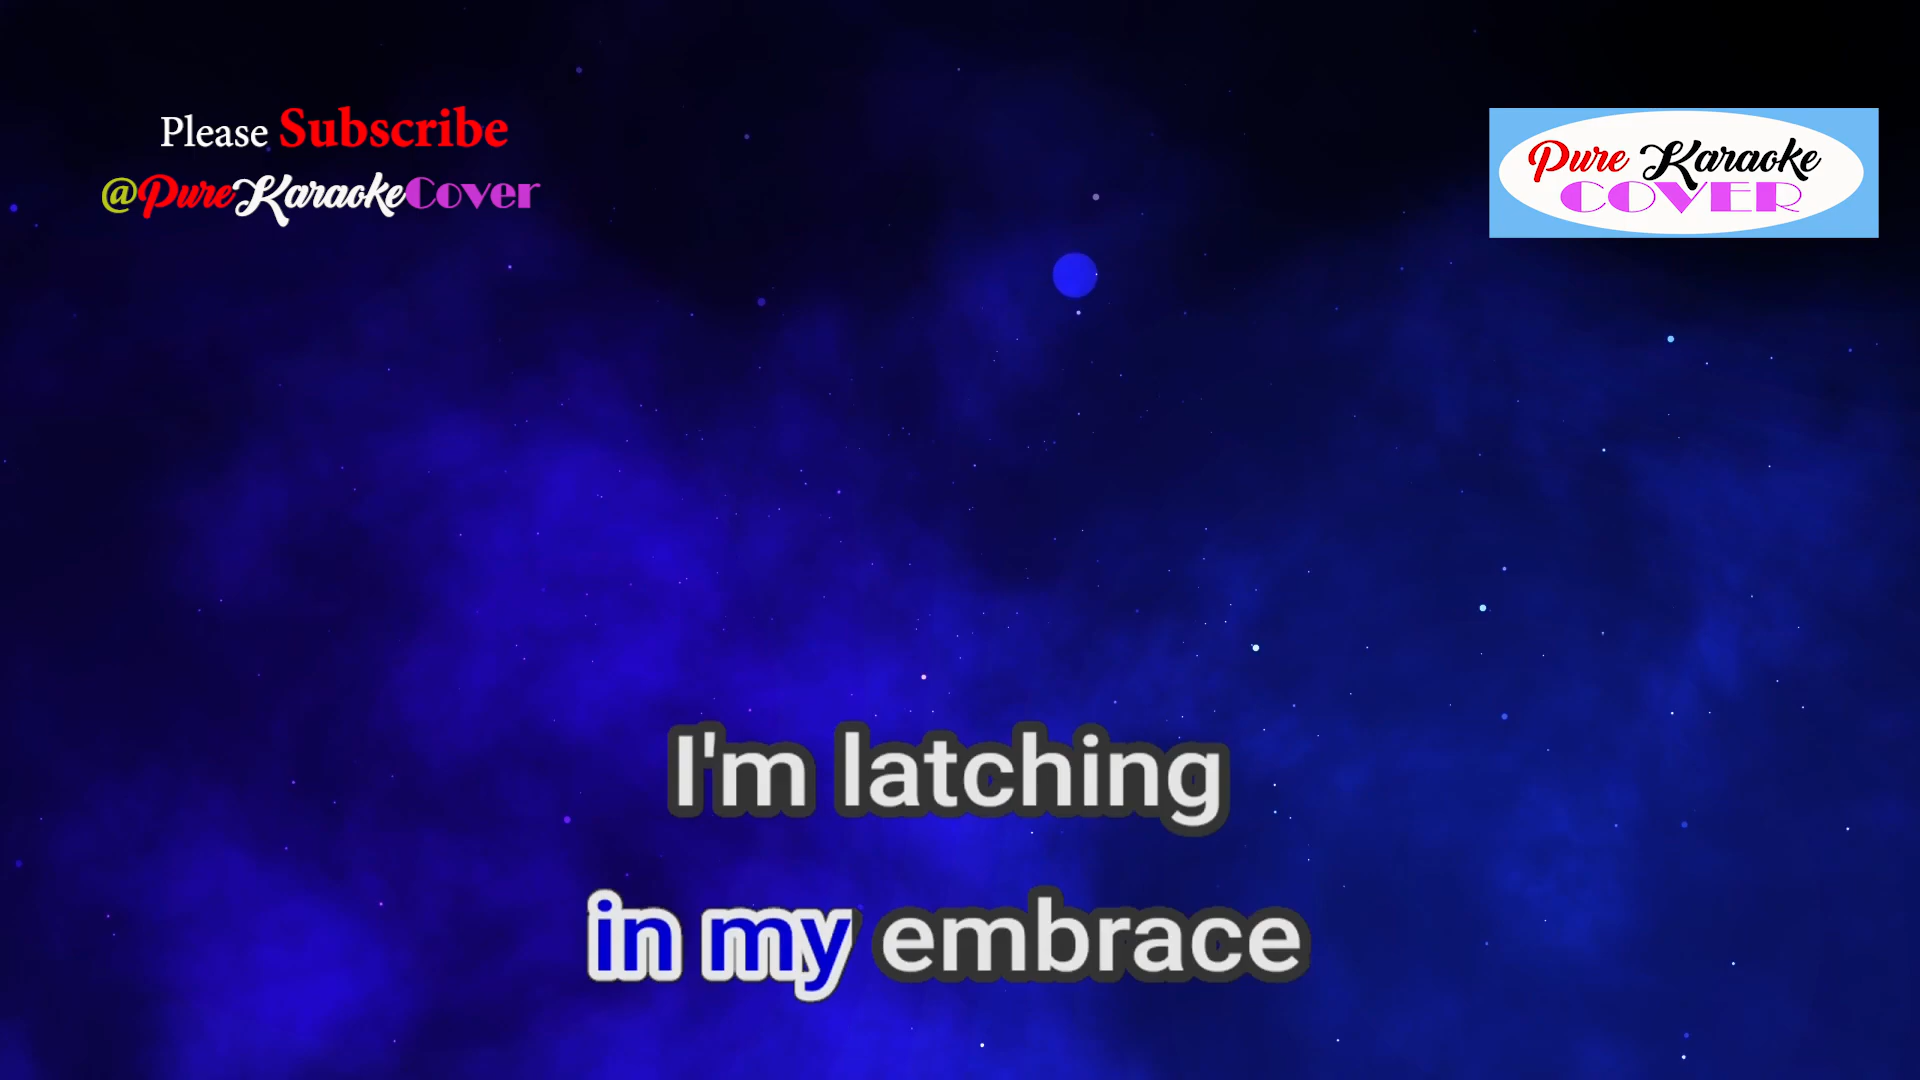 Please Subscribe
@PureKaraokeCover
Pure Karaoke
COVER
I'm latching
in my embrace